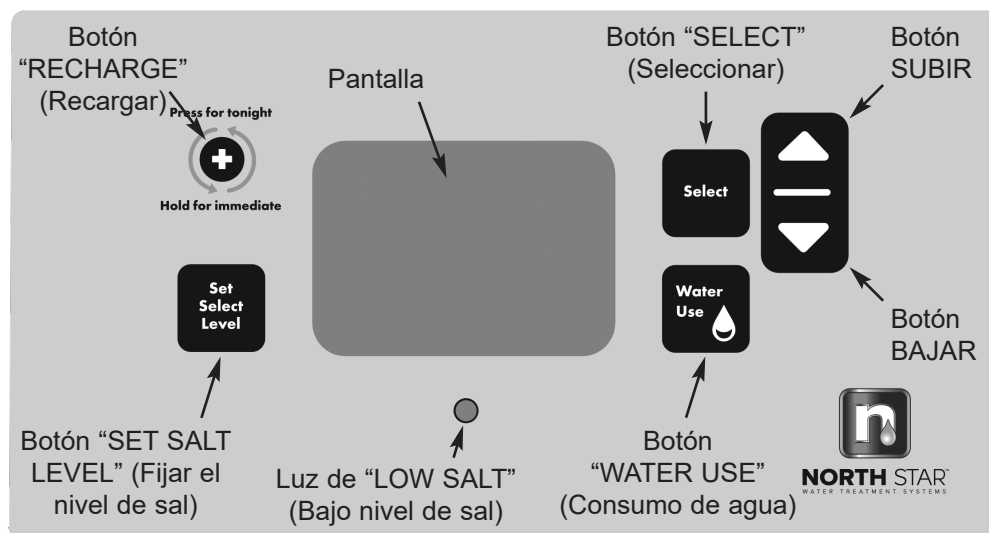 Botón
“RECHARGE”
(Recargar)
Press for tonight
Hold for immediate
Pantalla
Botón “SELECT”
(Seleccionar)
Botón
SUBIR
Select
Set
Select
Level
Water
Use
Botón
BAJAR
Botón “SET SALT
LEVEL” (Fijar el
nivel de sal)
Luz de “LOW SALT”
(Bajo nivel de sal)
Botón
“WATER USE”
(Consumo de agua)
n
NORTH STAR™
WATER TREATMENT SYSTEMS